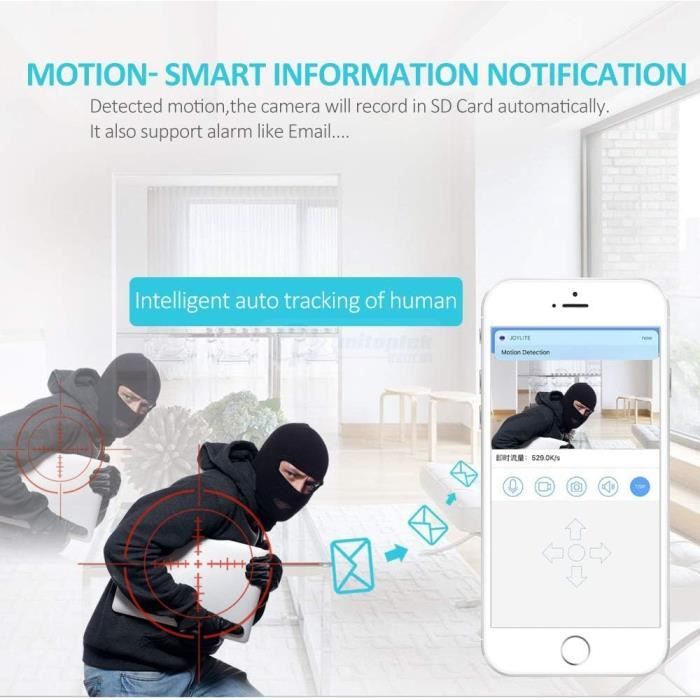 MOTION- SMART INFORMATION NOTIFICATION
Detected motion,the camera will record in SD Card automatically.
It also support alarm like Email....
Intelligent auto tracking of human
JOYLITE
now
Motion Detection
即时流量: 529.0K/s